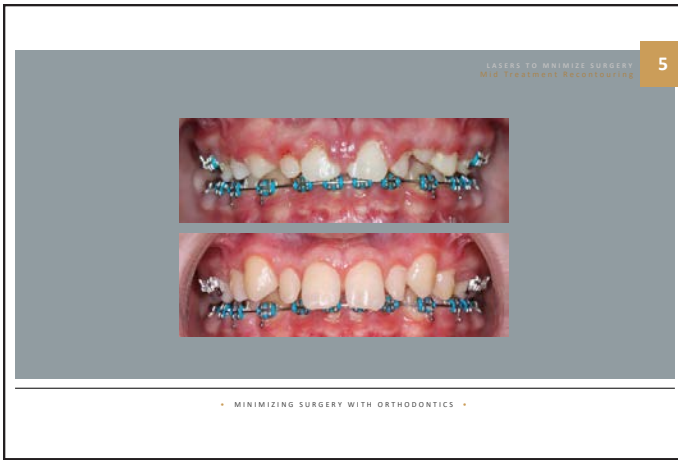 LASERS TO MNIMIZE SURGERY
Mid Treatment Recontouring
5
• MINIMIZING SURGERY WITH ORTHODONTICS •